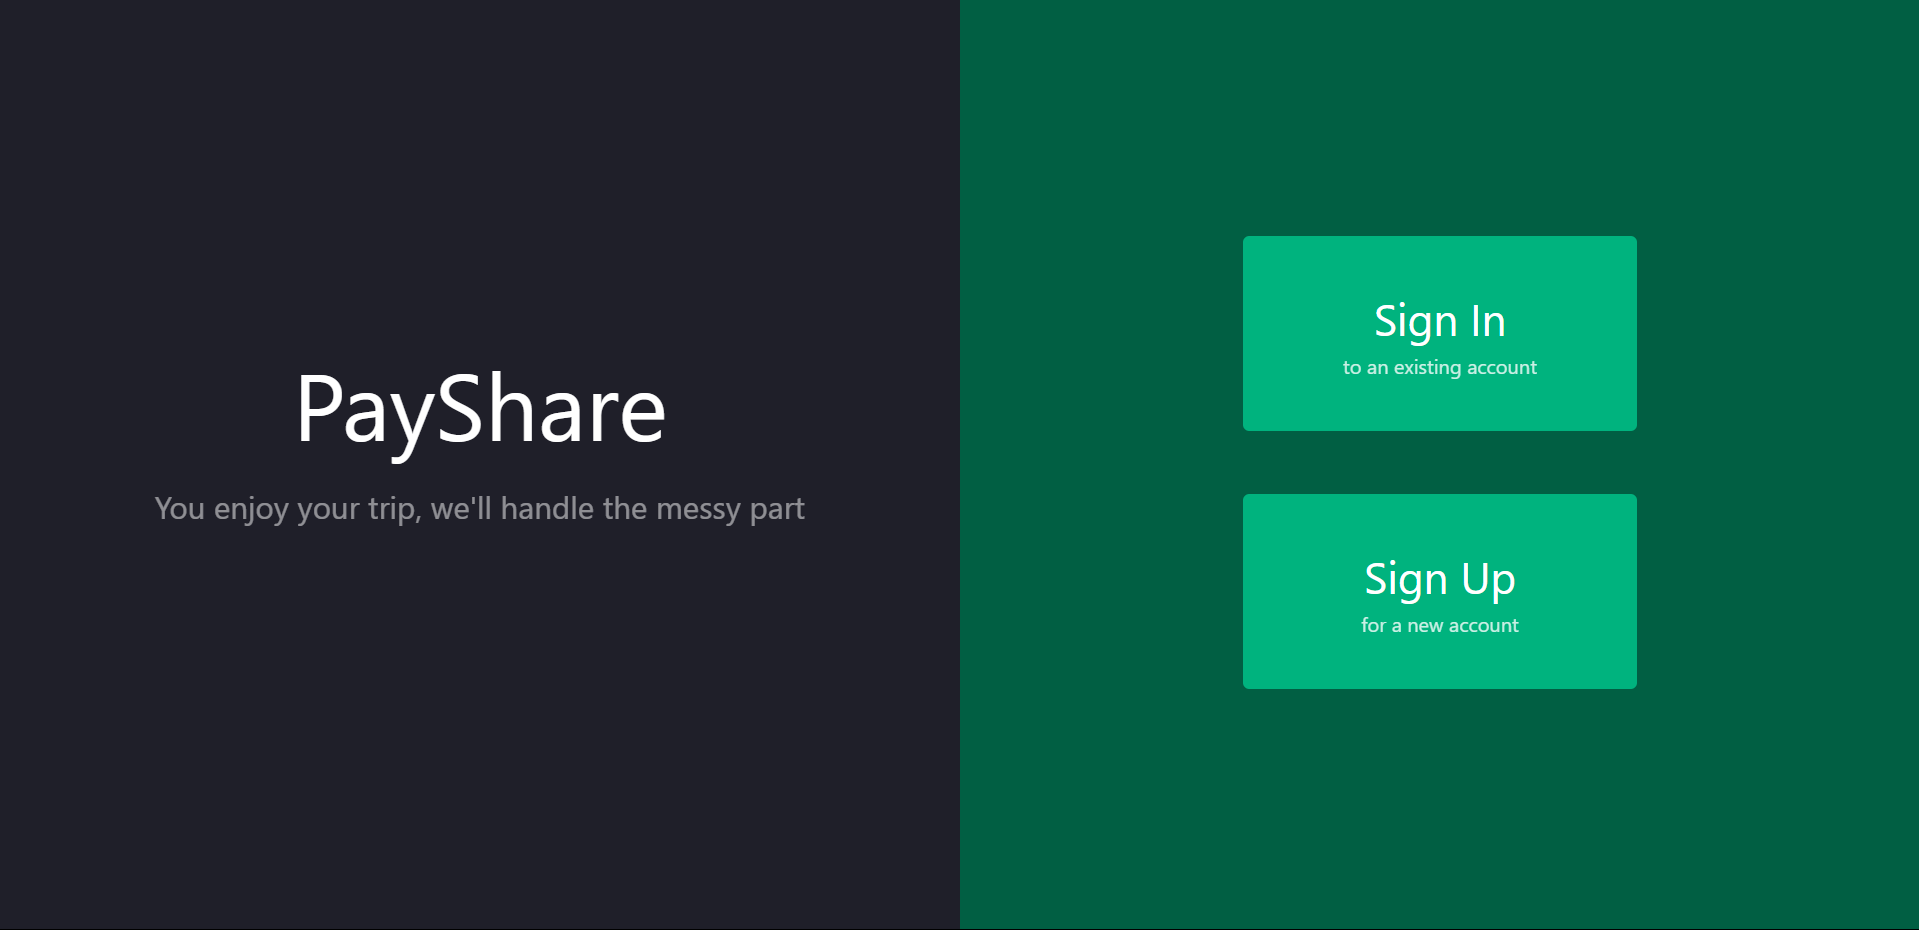 PayShare
You enjoy your trip, we'll handle the messy part
Sign In
to an existing account
Sign Up
for a new account